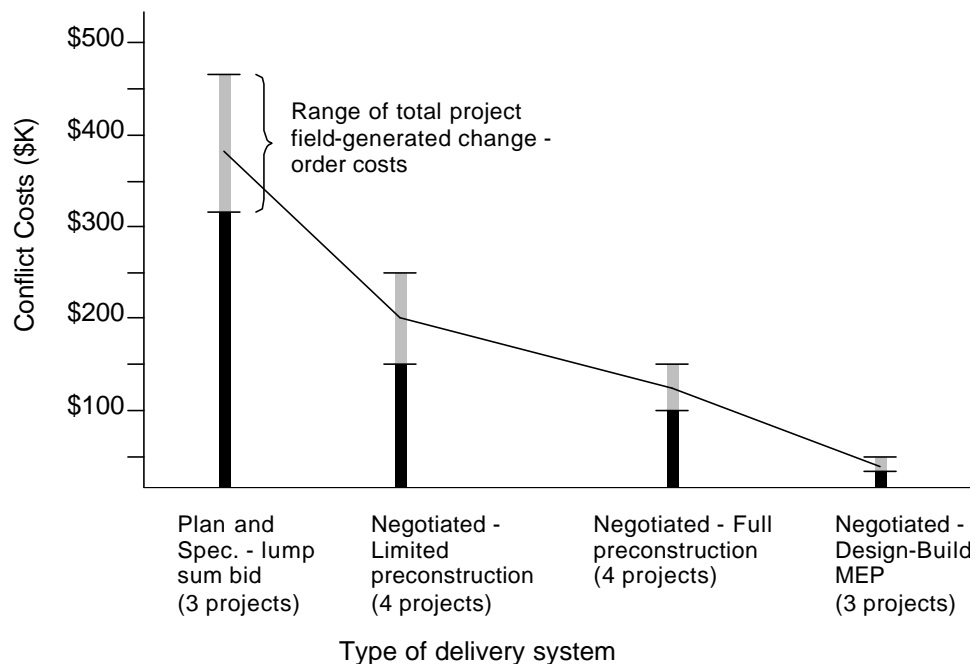 $500
$400
$300
$200
$100
Conflict Costs ($K)
Range of total project
field-generated change -
order costs
Plan and
Spec. - lump
sum bid
(3 projects)
Negotiated -
Limited
preconstruction
(4 projects)
Negotiated - Full
preconstruction
(4 projects)
Negotiated -
Design-Build
MEP
(3 projects)
Type of delivery system